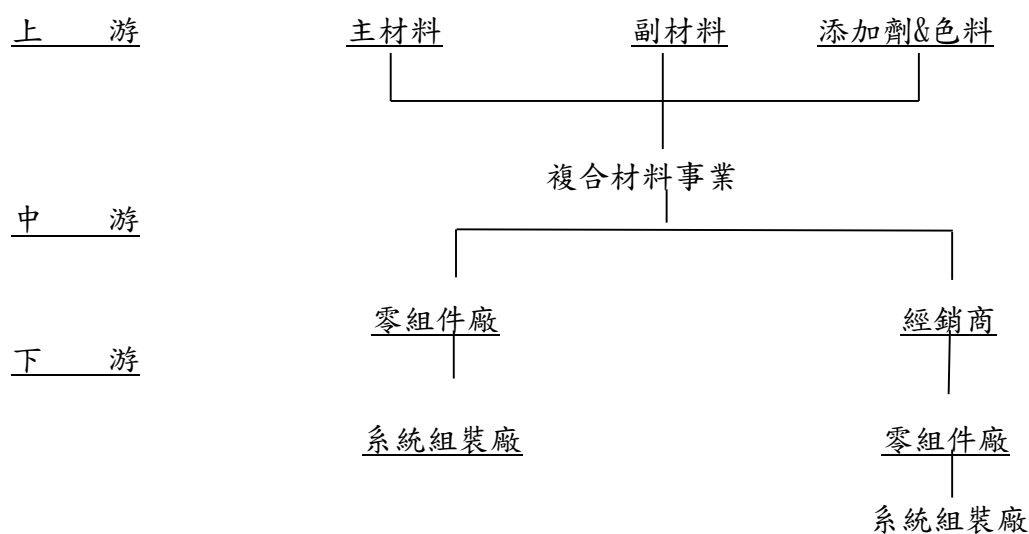 上　　游　主材料　副材料　添加劑&色料
複合材料事業
中　　游
零組件廠　經銷商
下　　游
系統組裝廠　零組件廠
系統組裝廠